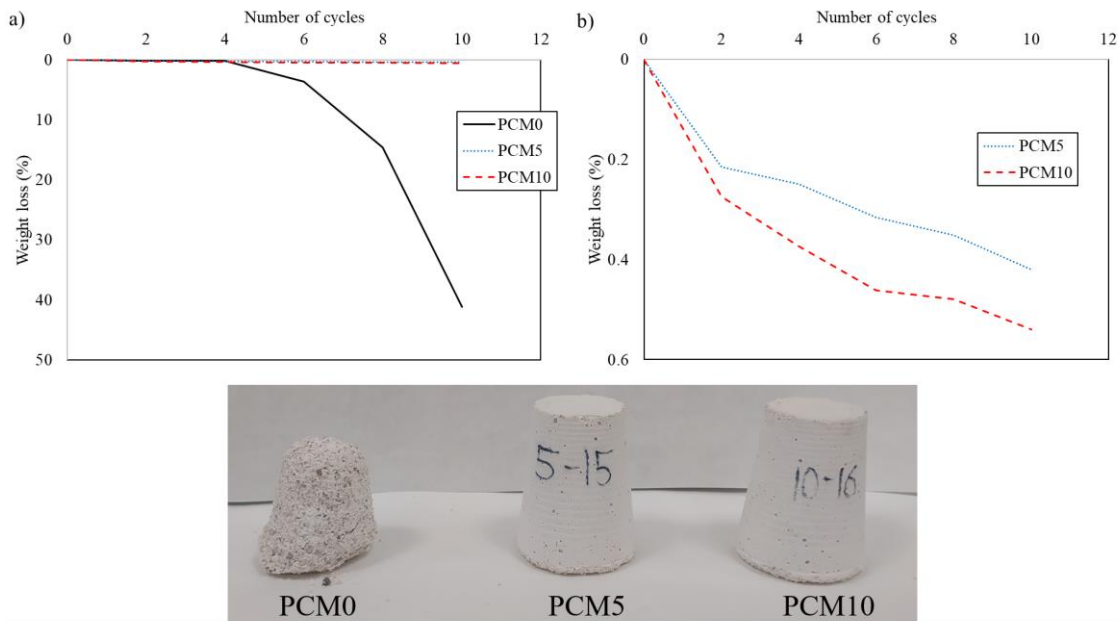 a)
Number of cycles
0 2 4 6 8 10 12
0
10
20
30
40
50
Weight loss (%)
PCM0
PCM5
PCM10
b)
Number of cycles
0 2 4 6 8 10 12
0
0.2
0.4
0.6
Weight loss (%)
PCM5
PCM10
5-15
10-16
PCM0 PCM5 PCM10